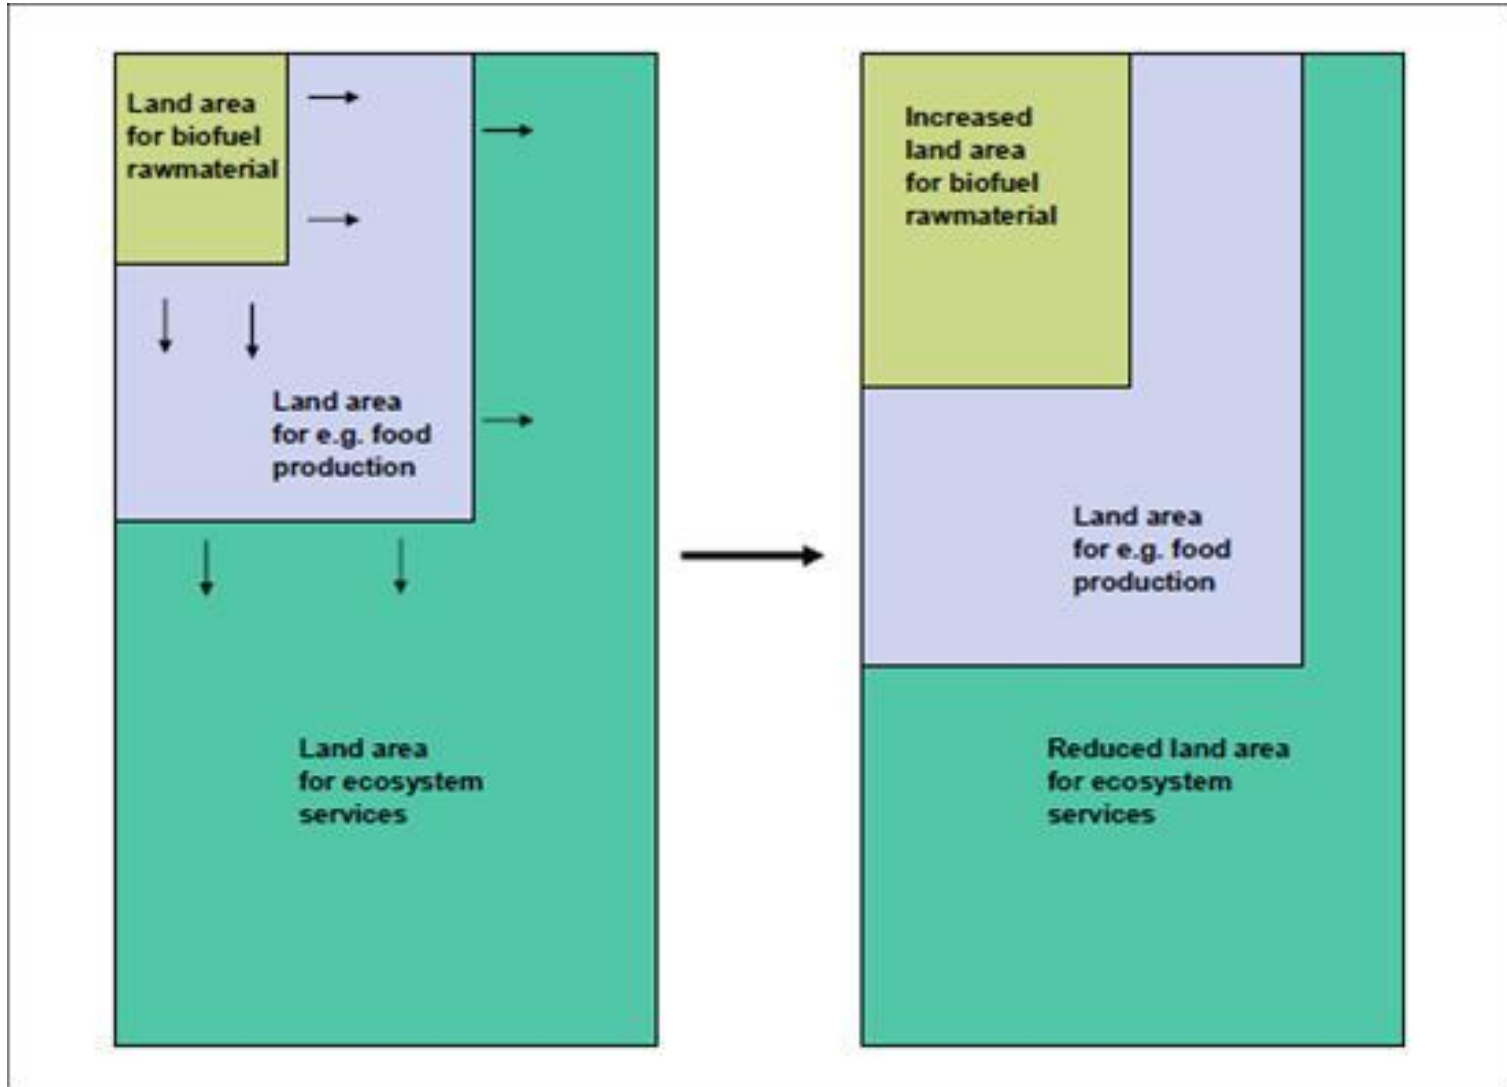 Land area
for biofuel
rawmaterial
Land area
for e.g. food
production
Land area
for ecosystem
services
Increased
land area
for biofuel
rawmaterial
Land area
for e.g. food
production
Reduced land area
for ecosystem
services